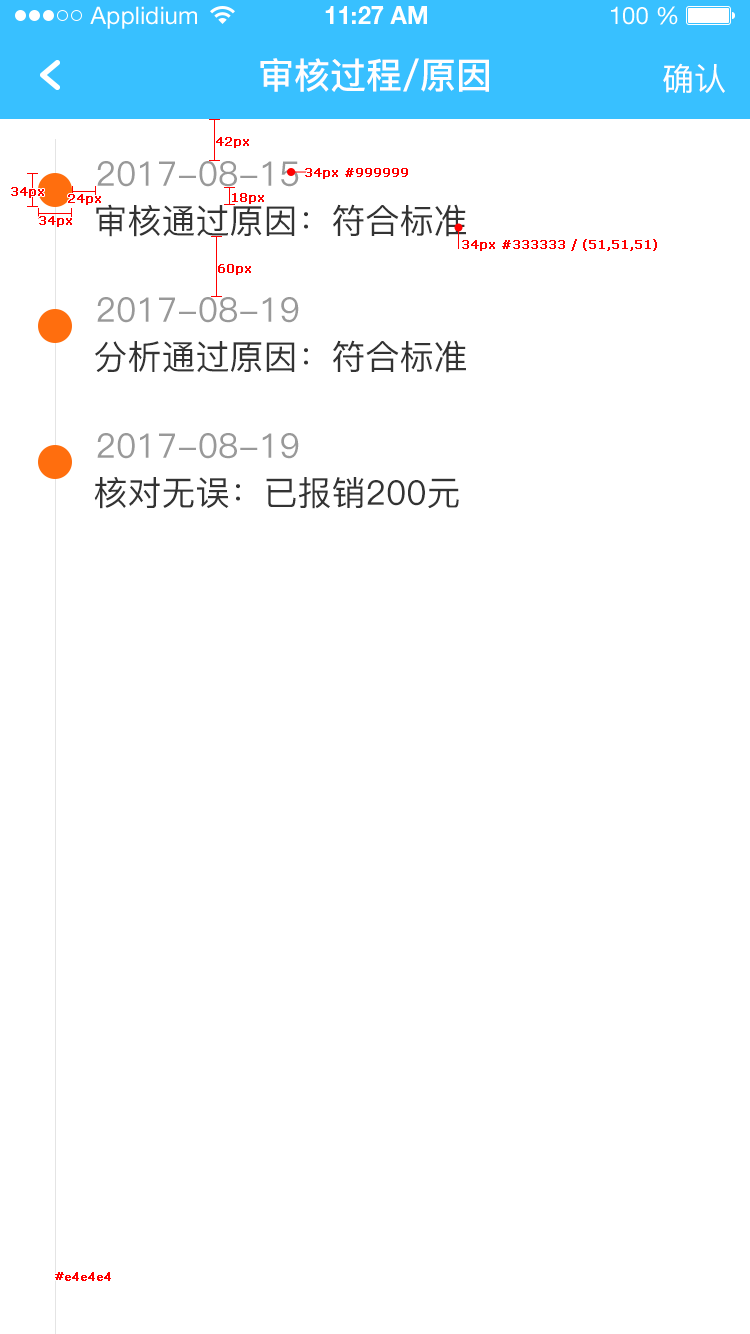 Applidium 11:27 AM 100 %
审核过程/原因 确认
42px
2017-08-15 34px #999999
34px 24px 18px
34px 审核通过原因：符合标准
34px #333333 / (51,51,51)
60px
2017-08-19
分析通过原因：符合标准
2017-08-19
核对无误：已报销200元
#e4e4e4